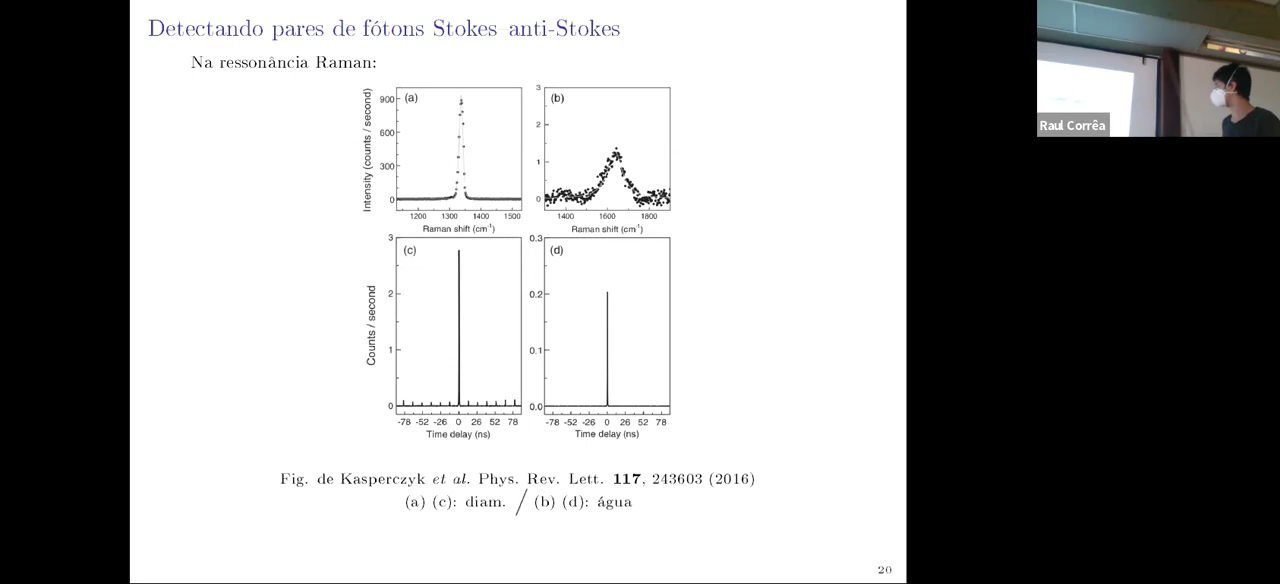 Detectando pares de fótons Stokes–anti-Stokes
Na ressonância Raman:
(a)
Intensity (counts / second)
900
600
300
0
1200 1300 1400 1500
Raman shift (cm⁻¹)
(b)
3
2
1
0
1400 1600 1800
Raman shift (cm⁻¹)
(c)
Counts / second
3
2
1
0
-78 -52 -26 0 26 52 78
Time delay (ns)
(d)
0.3
0.2
0.1
0.0
-78 -52 -26 0 26 52 78
Time delay (ns)
Fig. de Kasperczyk et al. Phys. Rev. Lett. 117, 243603 (2016)
(a) (c): diam. / (b) (d): água
20
Raul Corrêa